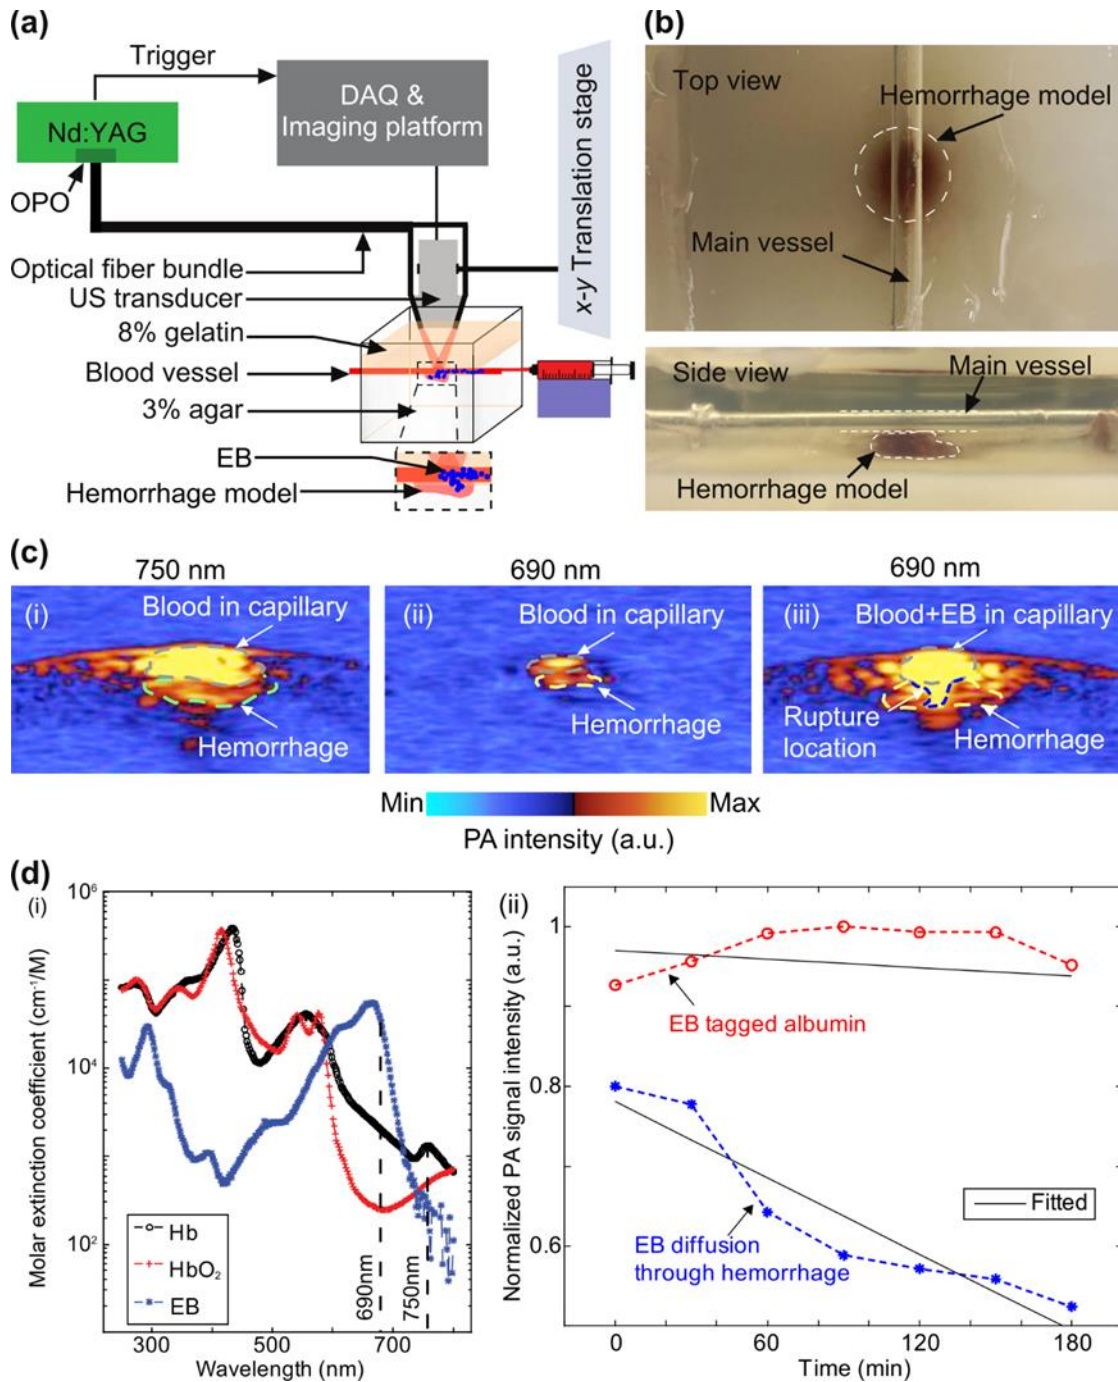 (a)
Trigger
Nd:YAG
DAQ &
Imaging platform
OPO
Optical fiber bundle
US transducer
8% gelatin
Blood vessel
3% agar
EB
Hemorrhage model
x-y Translation stage
(b)
Top view
Hemorrhage model
Main vessel
Side view
Main vessel
Hemorrhage model
(c)
750 nm
(i)
Blood in capillary
Hemorrhage
690 nm
(ii)
Blood in capillary
Hemorrhage
690 nm
(iii)
Blood+EB in capillary
Rupture
location
Hemorrhage
Min
Max
PA intensity (a.u.)
(d)
(i)
Molar extinction coefficient (cm⁻¹/M)
10⁶
10⁴
10²
Hb
HbO₂
EB
690nm
750nm
300
500
700
Wavelength (nm)
(ii)
Normalized PA signal intensity (a.u.)
1
0.8
0.6
EB tagged albumin
EB diffusion
through hemorrhage
Fitted
0
60
120
180
Time (min)